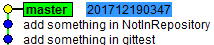 master 201712190347
add something in NotInRepository
add something in gittest